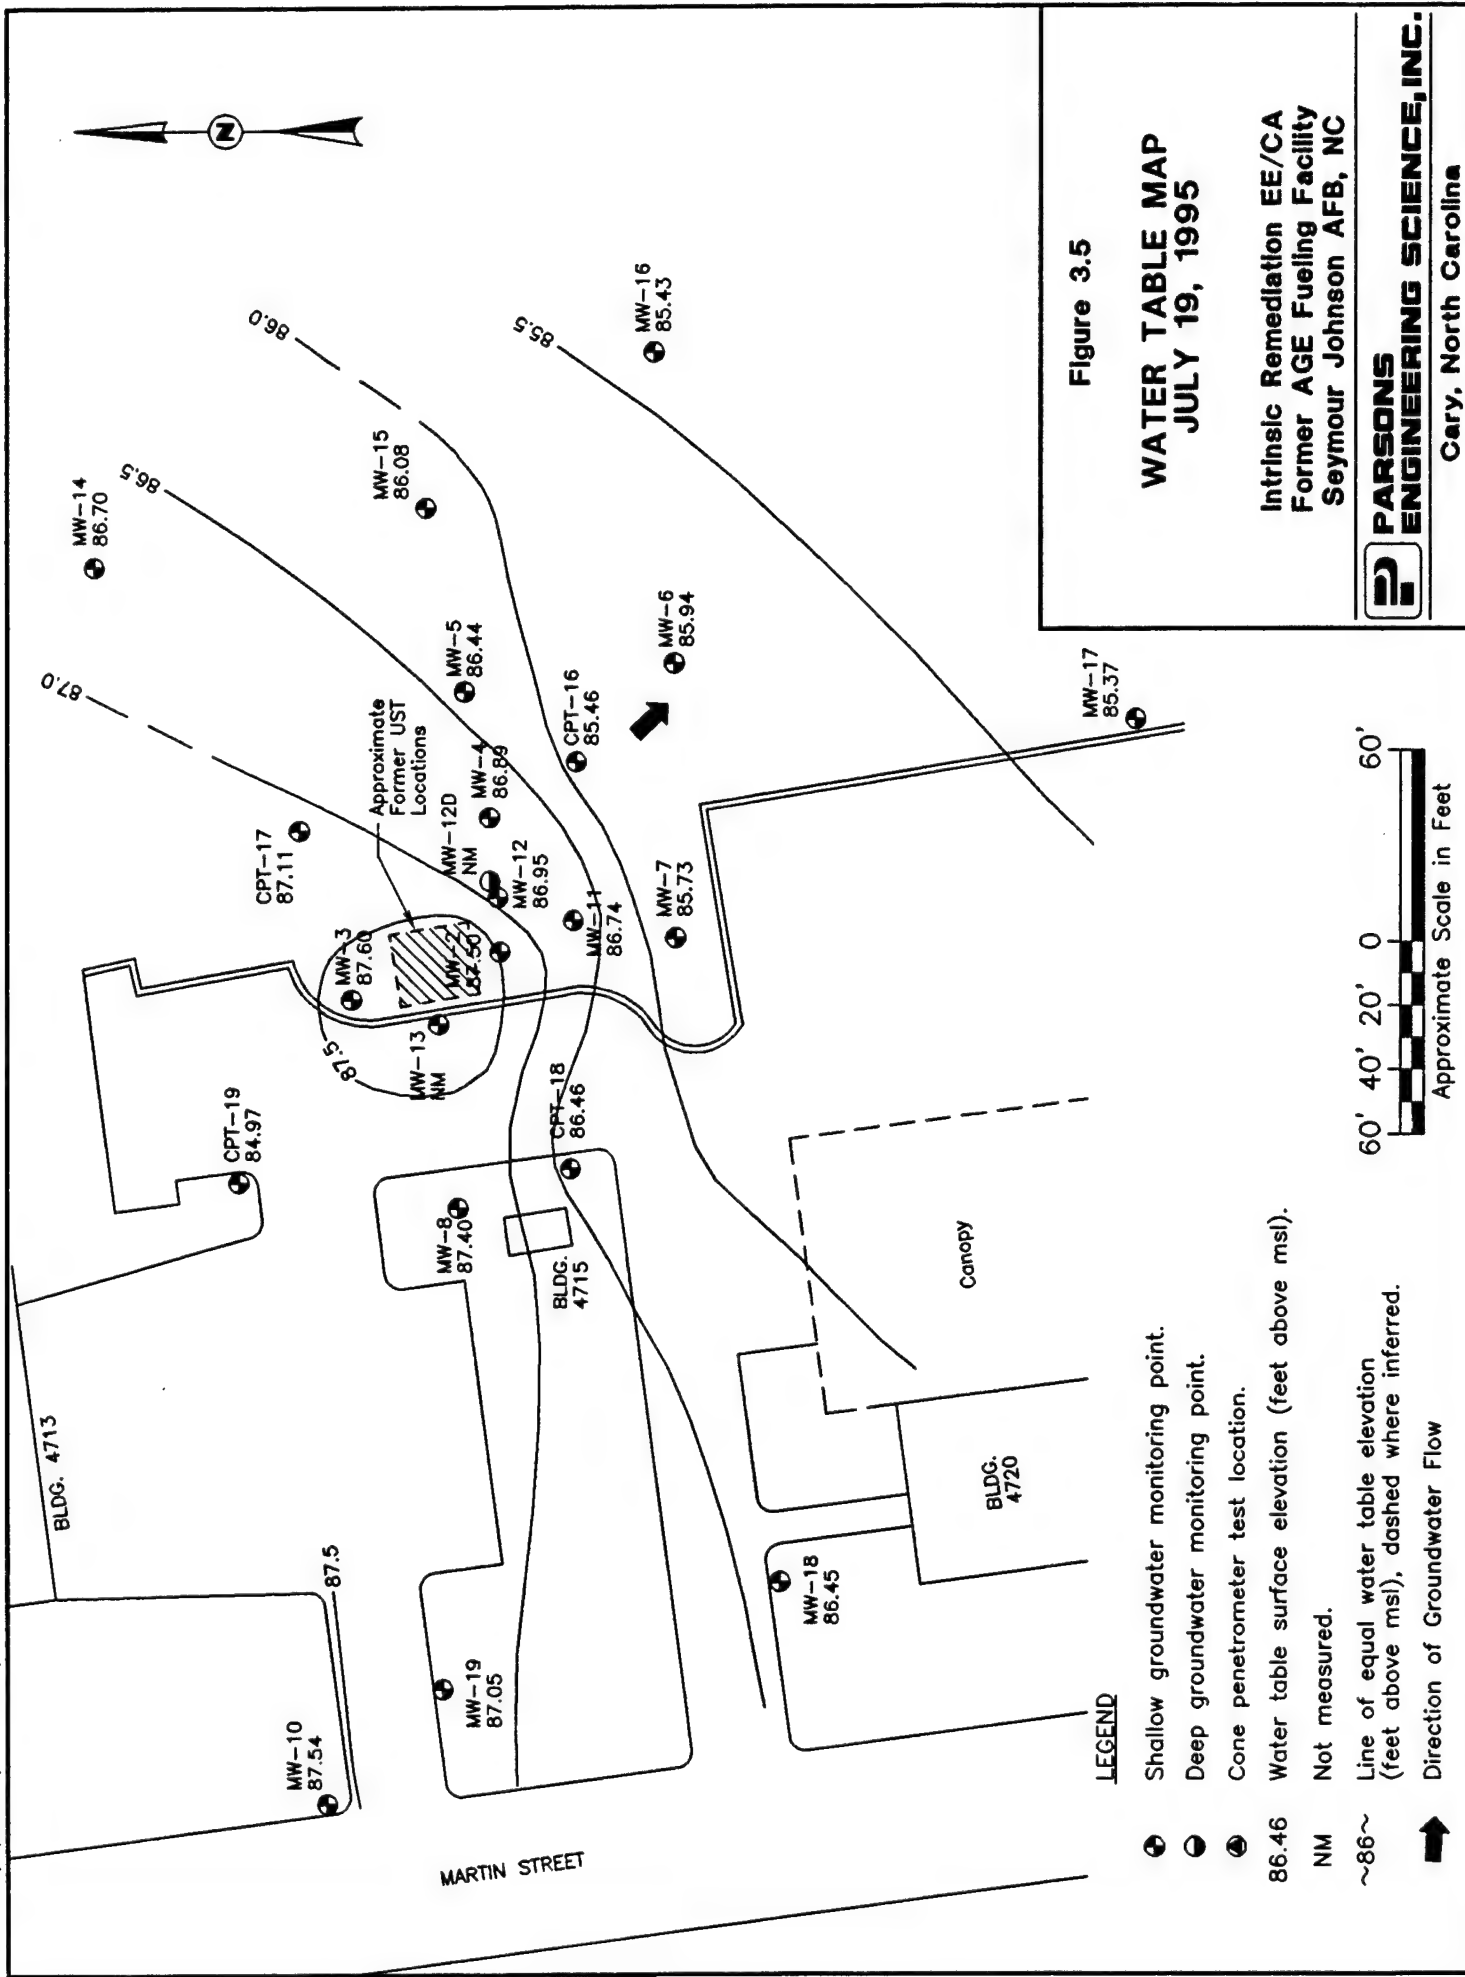 N
MW-14
86.70
86.5
MW-15
86.08
86.0
MW-16
85.43
85.5
87.0
MW-5
86.44
Approximate
Former UST
Locations
MW-4
86.89
MW-12D
NM
MW-12
86.95
CPT-17
87.11
CPT-16
85.46
MW-6
85.94
MW-3
87.60
MW-2
87.50
MW-11
86.74
MW-7
85.73
MW-17
85.37
87.5
MW-13
NM
CPT-19
84.97
CPT-18
86.46
MW-8
87.40
BLDG.
4715
BLDG. 4713
87.5
MW-10
87.54
MW-19
87.05
MW-18
86.45
Canopy
BLDG.
4720
MARTIN STREET
LEGEND
Shallow groundwater monitoring point.
Deep groundwater monitoring point.
Cone penetrometer test location.
86.46 Water table surface elevation (feet above msl).
NM Not measured.
~86~ Line of equal water table elevation
(feet above msl), dashed where inferred.
Direction of Groundwater Flow
60' 40' 20' 0 60'
Approximate Scale in Feet
Figure 3.5
WATER TABLE MAP
JULY 19, 1995
Intrinsic Remediation EE/CA
Former AGE Fueling Facility
Seymour Johnson AFB, NC
PARSONS
ENGINEERING SCIENCE, INC.
Cary, North Carolina